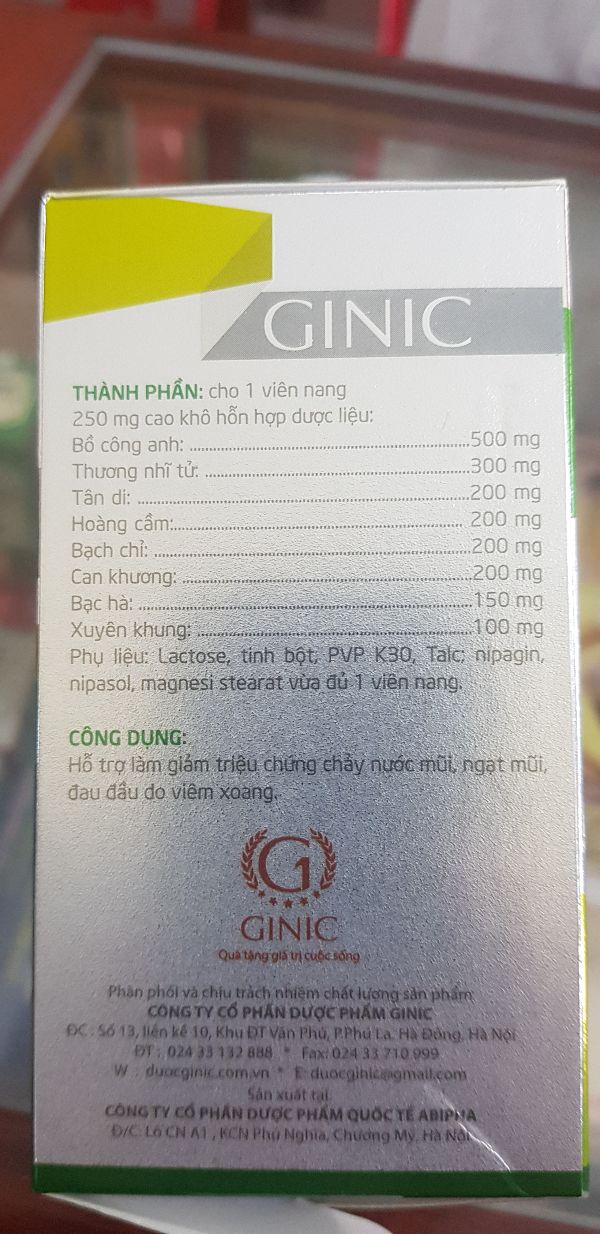 GINIC
THÀNH PHẦN: cho 1 viên nang
250 mg cao khô hỗn hợp dược liệu:
Bồ công anh: ........................................500 mg
Thương nhĩ tử: ........................................300 mg
Tân di: ........................................200 mg
Hoàng cầm:........................................ 200 mg
Bạch chỉ: ........................................200 mg
Can khương: ........................................200 mg
Bạc hà: ........................................150 mg
Xuyên khung: ........................................100 mg
Phụ liệu: Lactose, tinh bột, PVP K30, Talc; nipagin,
nipasol, magnesi stearat vừa đủ 1 viên nang.
CÔNG DỤNG:
Hỗ trợ làm giảm triệu chứng chảy nước mũi, ngạt mũi,
đau đầu do viêm xoang.
G
GINIC
Quà tặng giá trị cuộc sống
Phân phối và chịu trách nhiệm chất lượng sản phẩm:
CÔNG TY CỔ PHẦN DƯỢC PHẨM GINIC
ĐC : Số 13, liền kề 10, Khu ĐT Văn Phú, P.Phú La, Hà Đông, Hà Nội
ĐT : 024 33 132 888 * Fax: 024 33 710 999
W : duocginic.com.vn * E: duocginic@gmail.com
Sản xuất tại:
CÔNG TY CỔ PHẦN DƯỢC PHẨM QUỐC TẾ ABIPHA
Đ/C: Lô CN A1 , KCN Phú Nghĩa, Chương Mỹ, Hà Nội